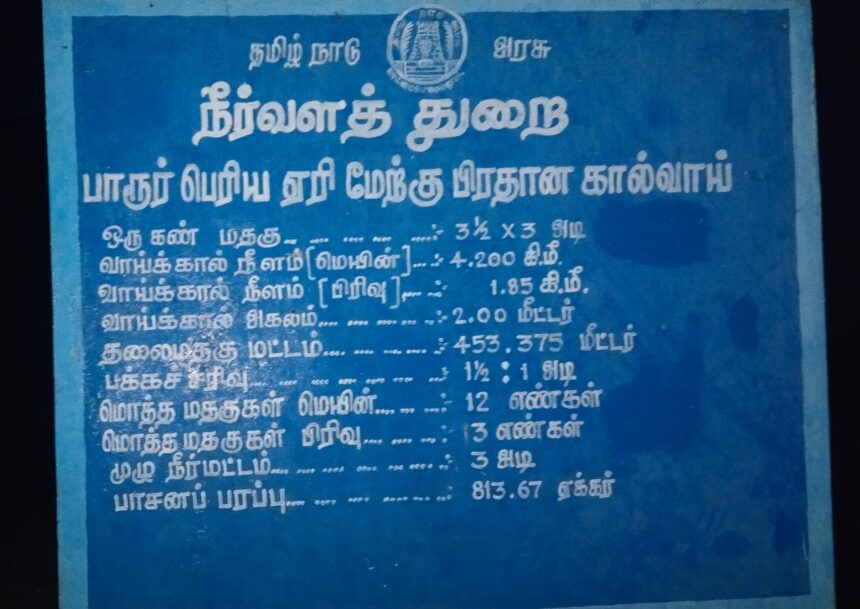 தமிழ் நாடு அரசு
நீர்வளத் துறை
பாரூர் பெரிய ஏரி மேற்கு பிரதான கால்வாய்
ஒரு கண் மதகு.. .. .... .... .... :- 3½ X 3 அடி
வாய்க்கால் நீளம் [மெயின்]....:- 4.200 கி.மீ.
வாய்க்கால் நீளம் [பிரிவு]..... ....:  1.85 கி.மீ.
வாய்க்கால் அகலம்.... .... .... ....:- 2.00 மீட்டர்
தலைமதகு மட்டம்..... .... .... ....:- 453.375 மீட்டர்
பக்கச் சரிவு.... .... .... .... .... :- 1½ : 1 அடி
மொத்த மதகுகள் மெயின்.... ....:- 12 எண்கள்
மொத்த மதகுகள் பிரிவு..... ....:- 3 எண்கள்
முழு நீர்மட்டம்.... .... .... .... .... :- 3 அடி
பாசனப் பரப்பு.... .... .... .... :- 813.67 ஏக்கர்